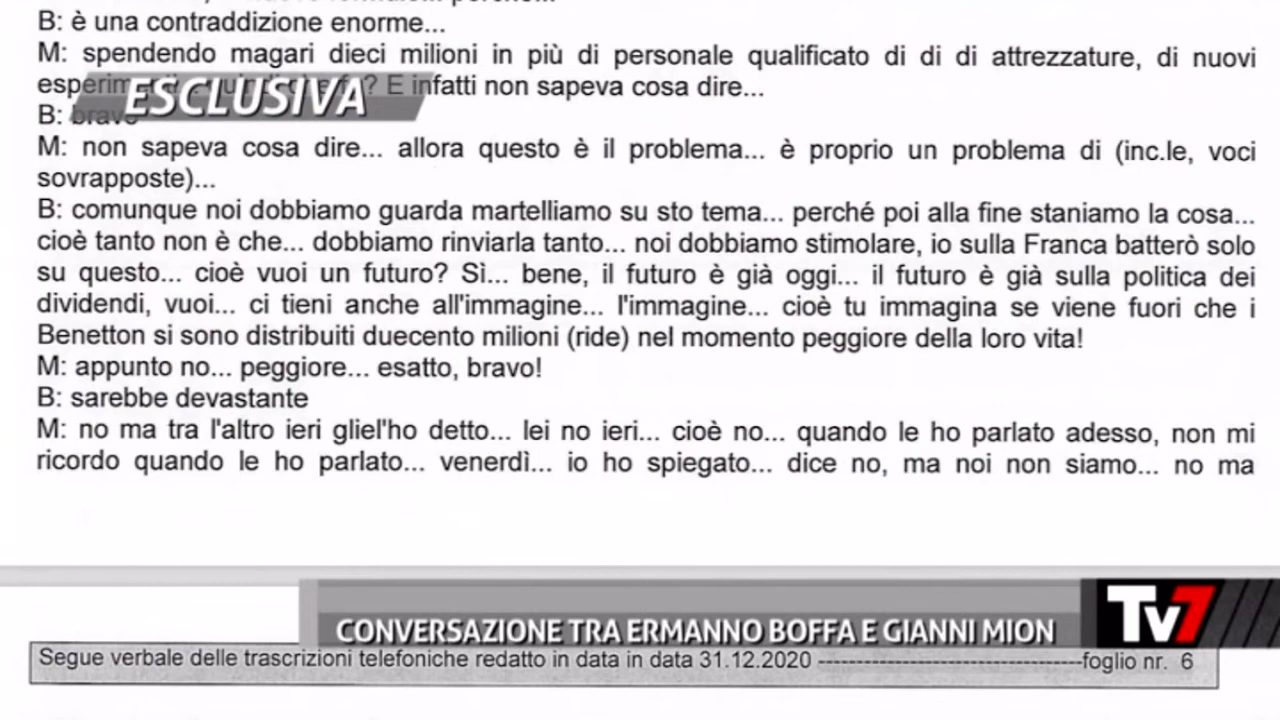 B: è una contraddizione enorme...
M: spendendo magari dieci milioni in più di personale qualificato di di di attrezzature, di nuovi
? E infatti non sapeva cosa dire...
ESCLUSIVA
B: bravo
M: non sapeva cosa dire... allora questo è il problema... è proprio un problema di (inc.le, voci
sovrapposte)...
B: comunque noi dobbiamo guarda martelliamo su sto tema... perché poi alla fine staniamo la cosa...
cioè tanto non è che... dobbiamo rinviarla tanto... noi dobbiamo stimolare, io sulla Franca batterò solo
su questo... cioè vuoi un futuro? Sì... bene, il futuro è già oggi... il futuro è già sulla politica dei
dividendi, vuoi... ci tieni anche all'immagine... l'immagine... cioè tu immagina se viene fuori che i
Benetton si sono distribuiti duecento milioni (ride) nel momento peggiore della loro vita!
M: appunto no... peggiore... esatto, bravo!
B: sarebbe devastante
M: no ma tra l'altro ieri gliel'ho detto... lei no ieri... cioè no... quando le ho parlato adesso, non mi
ricordo quando le ho parlato... venerdì... io ho spiegato... dice no, ma noi non siamo... no ma
CONVERSAZIONE TRA ERMANNO BOFFA E GIANNI MION
Tv7
Segue verbale delle trascrizioni telefoniche redatto in data in data 31.12.2020 ------------------------------------foglio nr. 6